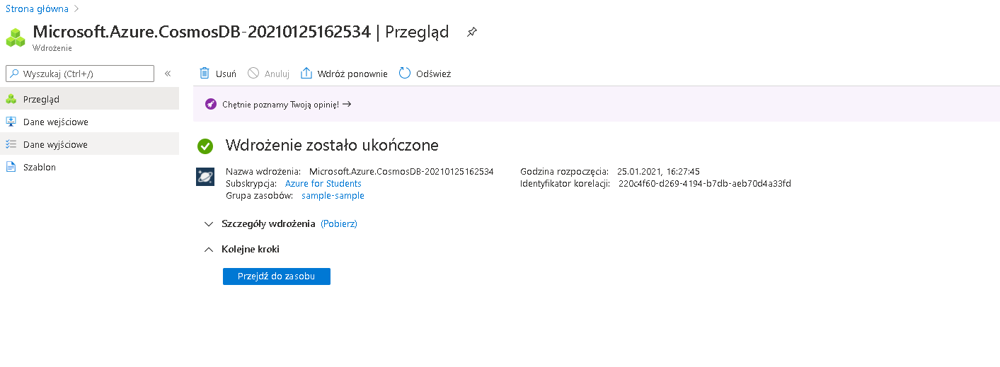 Strona główna
Microsoft.Azure.CosmosDB-20210125162534 | Przegląd
Wdrożenie
Wyszukaj (Ctrl+/)
Usuń Anuluj Wdróż ponownie Odśwież
Przegląd
Dane wejściowe
Dane wyjściowe
Szablon
Chętnie poznamy Twoją opinię! →
Wdrożenie zostało ukończone
Nazwa wdrożenia: Microsoft.Azure.CosmosDB-20210125162534
Subskrypcja: Azure for Students
Grupa zasobów: sample-sample
Godzina rozpoczęcia: 25.01.2021, 16:27:45
Identyfikator korelacji: 220c4f60-d269-4194-b7db-aeb70d4a33fd
Szczegóły wdrożenia (Pobierz)
Kolejne kroki
Przejdź do zasobu